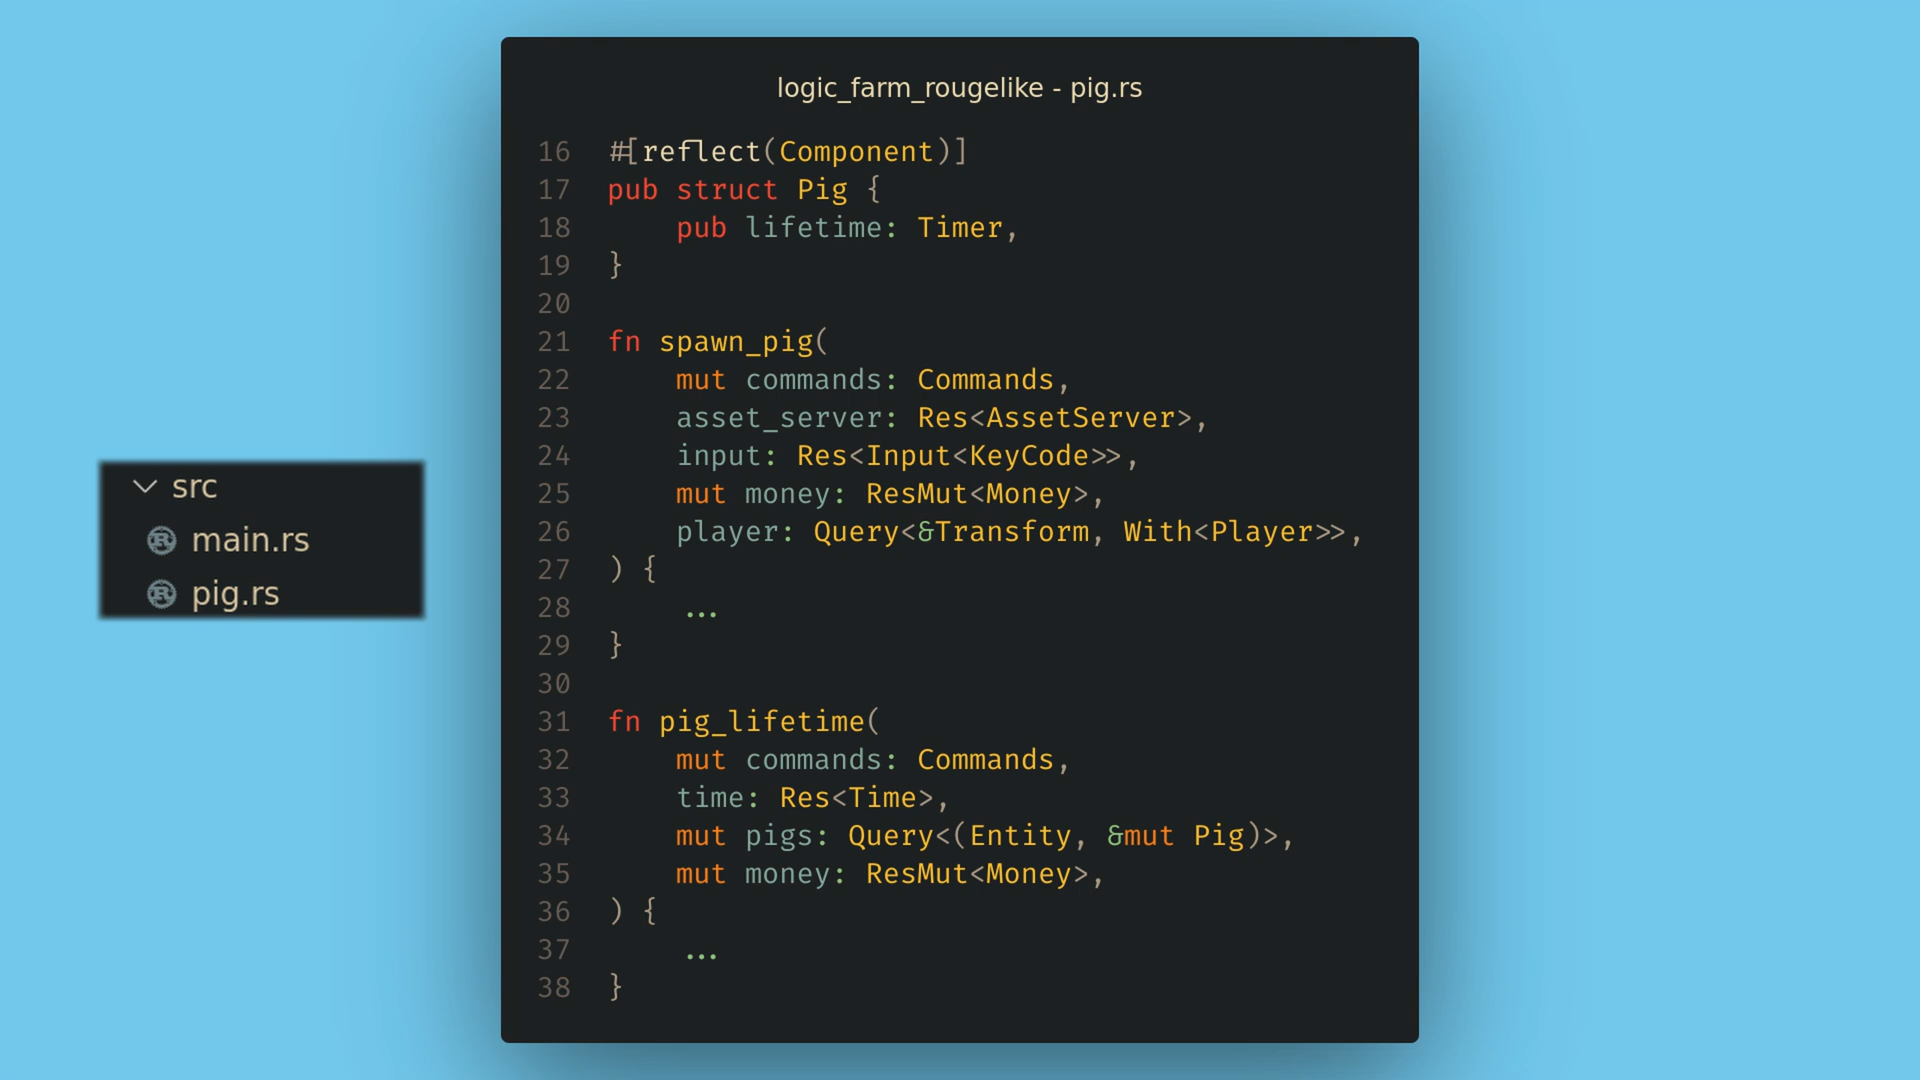 src
main.rs
pig.rs
logic_farm_rougelike - pig.rs
16 #[reflect(Component)]
17 pub struct Pig {
18     pub lifetime: Timer,
19 }
20
21 fn spawn_pig(
22     mut commands: Commands,
23     asset_server: Res<AssetServer>,
24     input: Res<Input<KeyCode>>,
25     mut money: ResMut<Money>,
26     player: Query<&Transform, With<Player>>,
27 ) {
28     ...
29 }
30
31 fn pig_lifetime(
32     mut commands: Commands,
33     time: Res<Time>,
34     mut pigs: Query<(Entity, &mut Pig)>,
35     mut money: ResMut<Money>,
36 ) {
37     ...
38 }